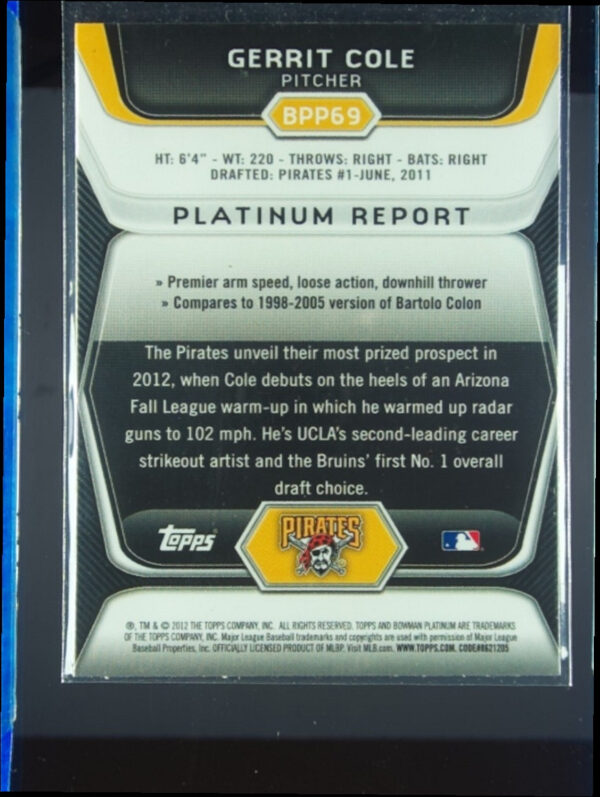 GERRIT COLE
PITCHER
BPP69
HT: 6'4" - WT: 220 - THROWS: RIGHT - BATS: RIGHT
DRAFTED: PIRATES #1-JUNE, 2011
PLATINUM REPORT
» Premier arm speed, loose action, downhill thrower
» Compares to 1998-2005 version of Bartolo Colon
The Pirates unveil their most prized prospect in
2012, when Cole debuts on the heels of an Arizona
Fall League warm-up in which he warmed up radar
guns to 102 mph. He's UCLA's second-leading career
strikeout artist and the Bruins' first No. 1 overall
draft choice.
Topps
PIRATES
®, TM & © 2012 THE TOPPS COMPANY, INC. ALL RIGHTS RESERVED. TOPPS AND BOWMAN PLATINUM ARE TRADEMARKS
OF THE TOPPS COMPANY, INC. Major League Baseball trademarks and copyrights are used with permission of Major League
Baseball Properties, Inc. OFFICIALLY LICENSED PRODUCT OF MLBP. Visit MLB.com. WWW.TOPPS.COM. CODE#8621205